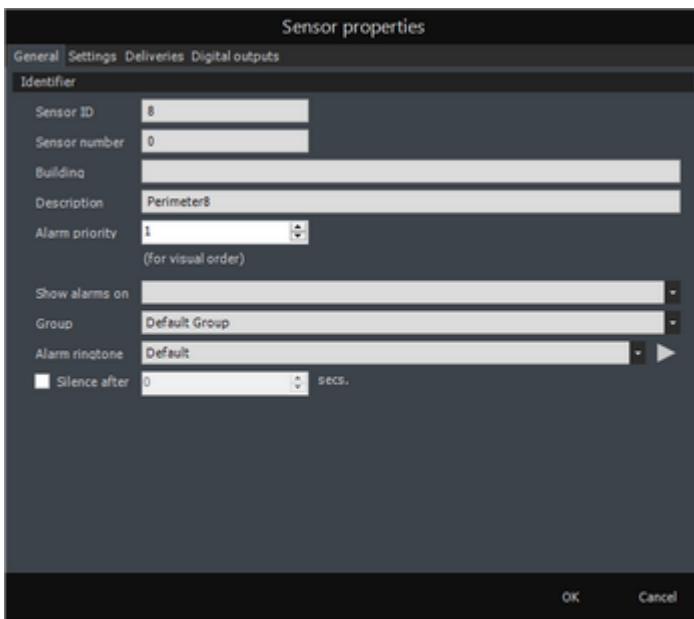 Sensor properties
General Settings Deliveries Digital outputs
Identifier
Sensor ID 8
Sensor number 0
Building
Description Perimeter8
Alarm priority 1
(for visual order)
Show alarms on
Group Default Group
Alarm ringtone Default
Silence after 0 secs.
OK Cancel